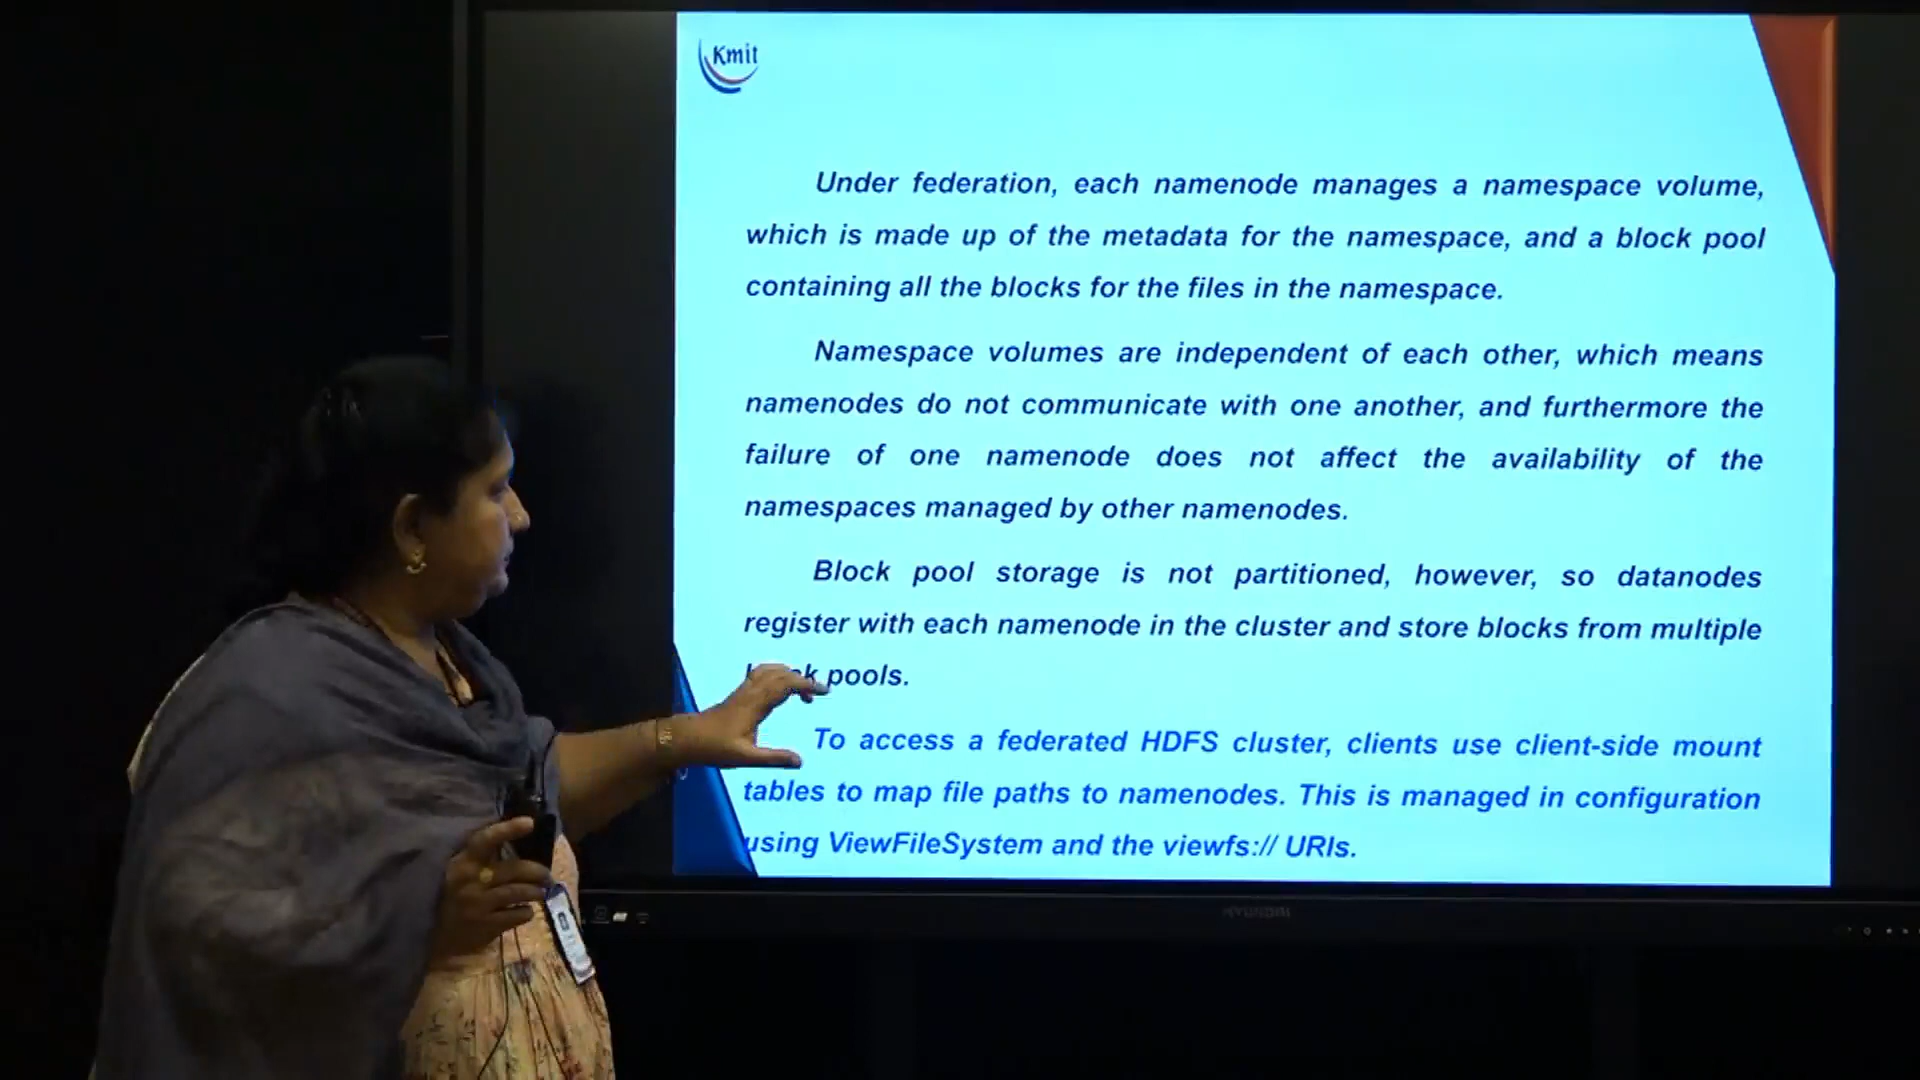 Kmit
Under federation, each namenode manages a namespace volume,
which is made up of the metadata for the namespace, and a block pool
containing all the blocks for the files in the namespace.
Namespace volumes are independent of each other, which means
namenodes do not communicate with one another, and furthermore the
failure of one namenode does not affect the availability of the
namespaces managed by other namenodes.
Block pool storage is not partitioned, however, so datanodes
register with each namenode in the cluster and store blocks from multiple
pools.
To access a federated HDFS cluster, clients use client-side mount
tables to map file paths to namenodes. This is managed in configuration
using ViewFileSystem and the viewfs:// URIs.
HYUNDAI